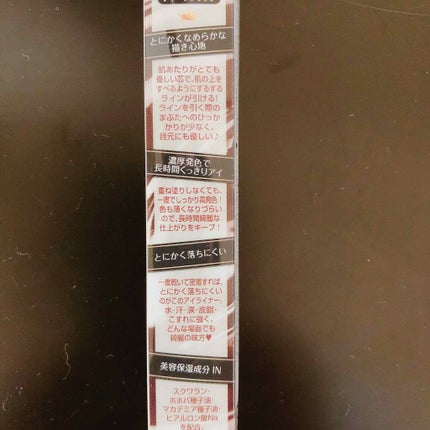 とにかくなめらかな
描き心地
肌あたりがとても
優しい芯で、肌の上を
すべるようにするする
ラインが引ける!
ラインを引く際の
まぶたへのひっか
かりが少なく、
目元にも優しい♪
濃厚発色で
長時間くっきりアイ
重ね塗りしなくても、
一度でしっかり高発色!
色も薄くなりづらい
ので、長時間綺麗な
仕上がりをキープ!
とにかく落ちにくい
一度乾いて密着すれば、
とにかく落ちにくい
のがこのアイライナー。
水・汗・涙・皮脂・
こすれに強く、
どんな場面でも
綺麗の味方♥
美容保湿成分 IN
スクワラン・
ホホバ種子油・
マカデミア種子油・
ヒアルロン酸Na
を配合。